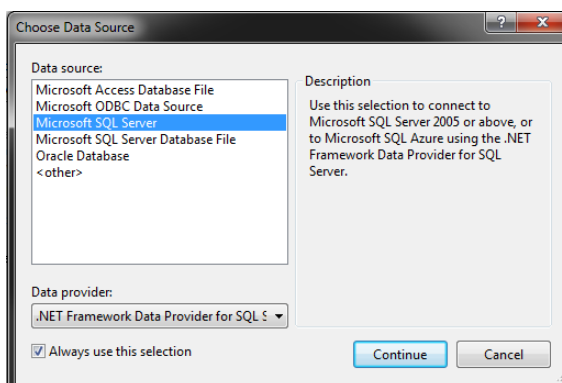 Choose Data Source
?
Data source:
Microsoft Access Database File
Microsoft ODBC Data Source
Microsoft SQL Server
Microsoft SQL Server Database File
Oracle Database
<other>
Description
Use this selection to connect to
Microsoft SQL Server 2005 or above, or
to Microsoft SQL Azure using the .NET
Framework Data Provider for SQL
Server.
Data provider:
.NET Framework Data Provider for SQL S
Always use this selection
Continue
Cancel